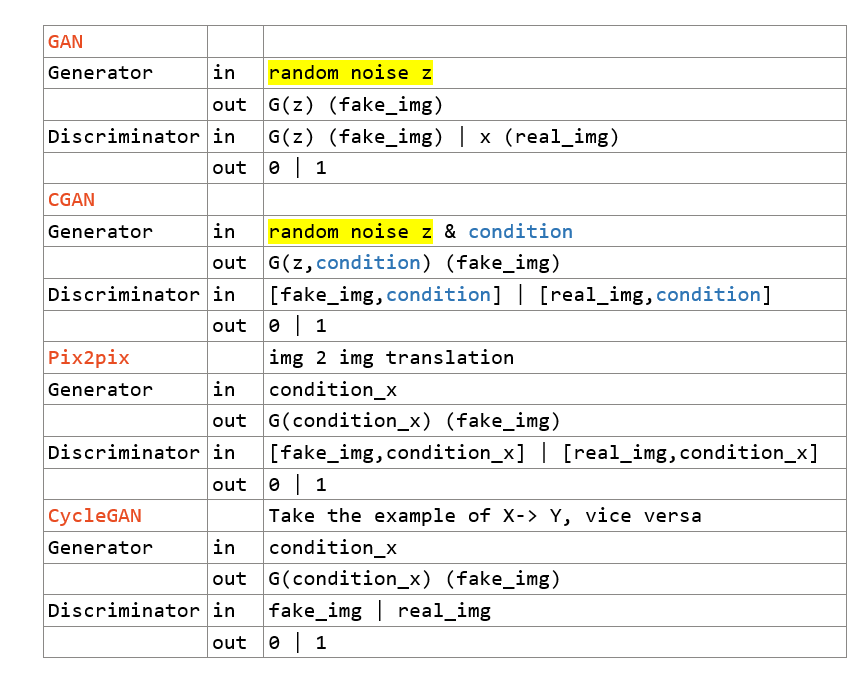 GAN
Generator in random noise z
out G(z) (fake_img)
Discriminator in G(z) (fake_img) | x (real_img)
out 0 | 1
CGAN
Generator in random noise z & condition
out G(z,condition) (fake_img)
Discriminator in [fake_img,condition] | [real_img,condition]
out 0 | 1
Pix2pix img 2 img translation
Generator in condition_x
out G(condition_x) (fake_img)
Discriminator in [fake_img,condition_x] | [real_img,condition_x]
out 0 | 1
CycleGAN Take the example of X-> Y, vice versa
Generator in condition_x
out G(condition_x) (fake_img)
Discriminator in fake_img | real_img
out 0 | 1